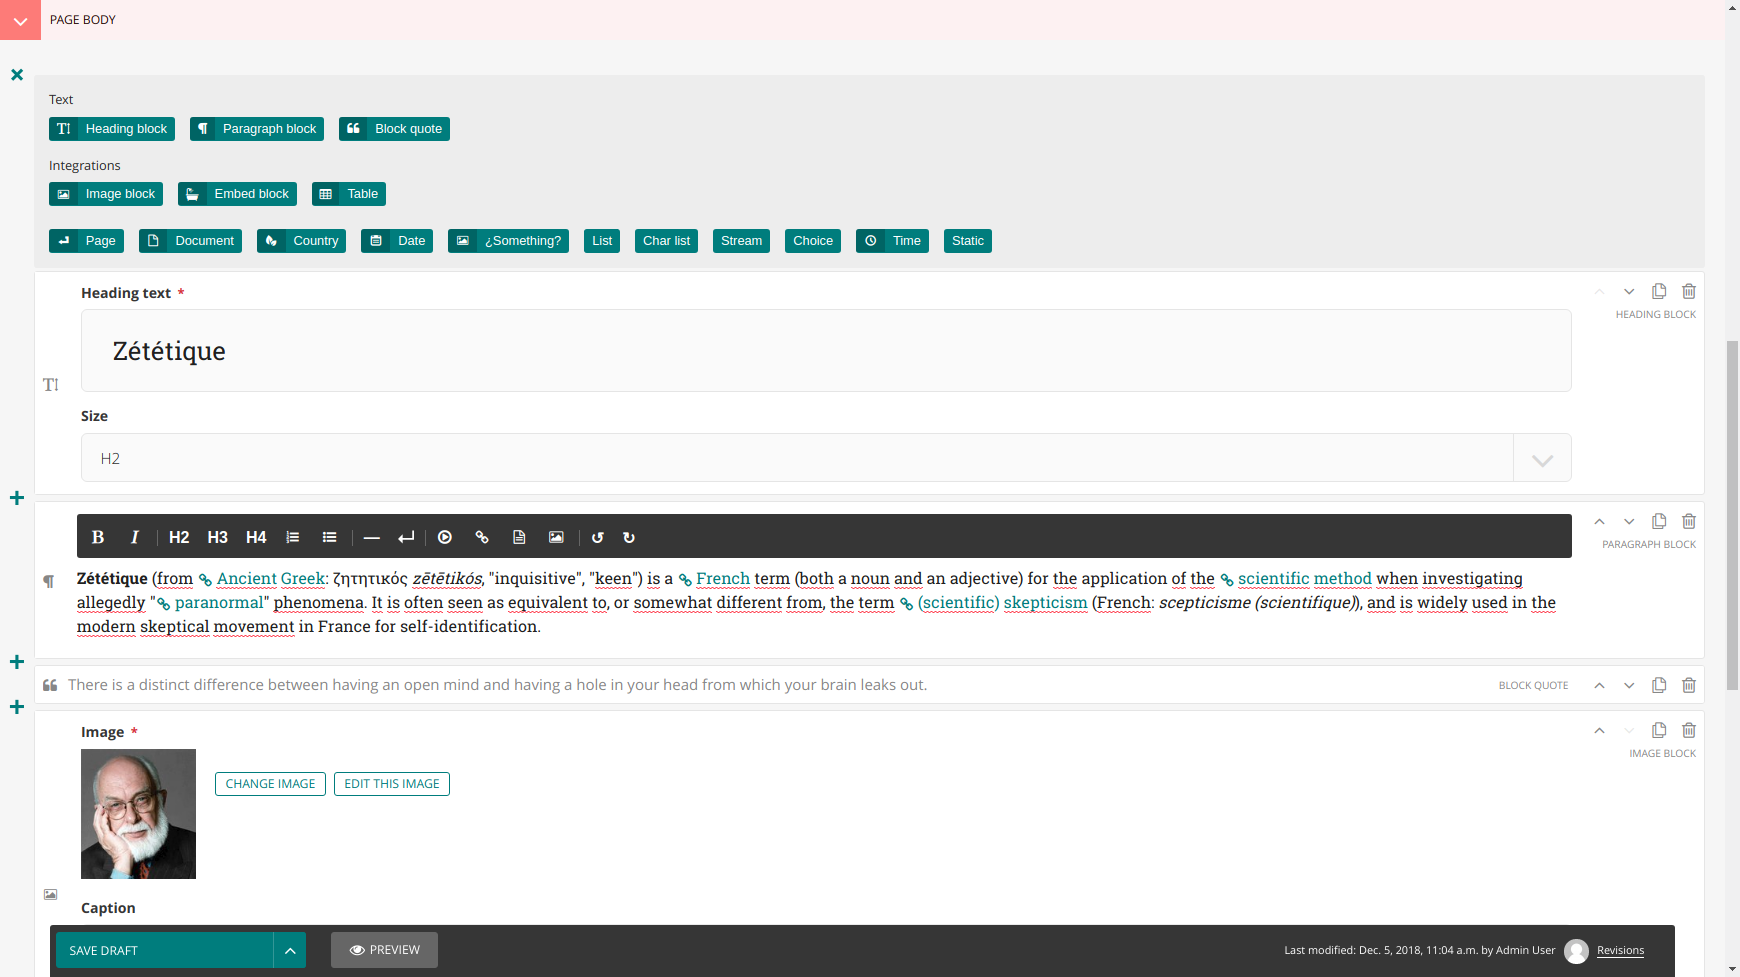 PAGE BODY
Text
Heading block Paragraph block Block quote
Integrations
Image block Embed block Table
Page Document Country Date ¿Something? List Char list Stream Choice Time Static
Heading text *
HEADING BLOCK
Zététique
Size
H2
B I H2 H3 H4
PARAGRAPH BLOCK
Zététique (from Ancient Greek: ζητητικός zētētikós, "inquisitive", "keen") is a French term (both a noun and an adjective) for the application of the scientific method when investigating
allegedly "paranormal" phenomena. It is often seen as equivalent to, or somewhat different from, the term (scientific) skepticism (French: scepticisme (scientifique)), and is widely used in the
modern skeptical movement in France for self-identification.
There is a distinct difference between having an open mind and having a hole in your head from which your brain leaks out. BLOCK QUOTE
Image *
IMAGE BLOCK
CHANGE IMAGE EDIT THIS IMAGE
Caption
SAVE DRAFT PREVIEW Last modified: Dec. 5, 2018, 11:04 a.m. by Admin User Revisions